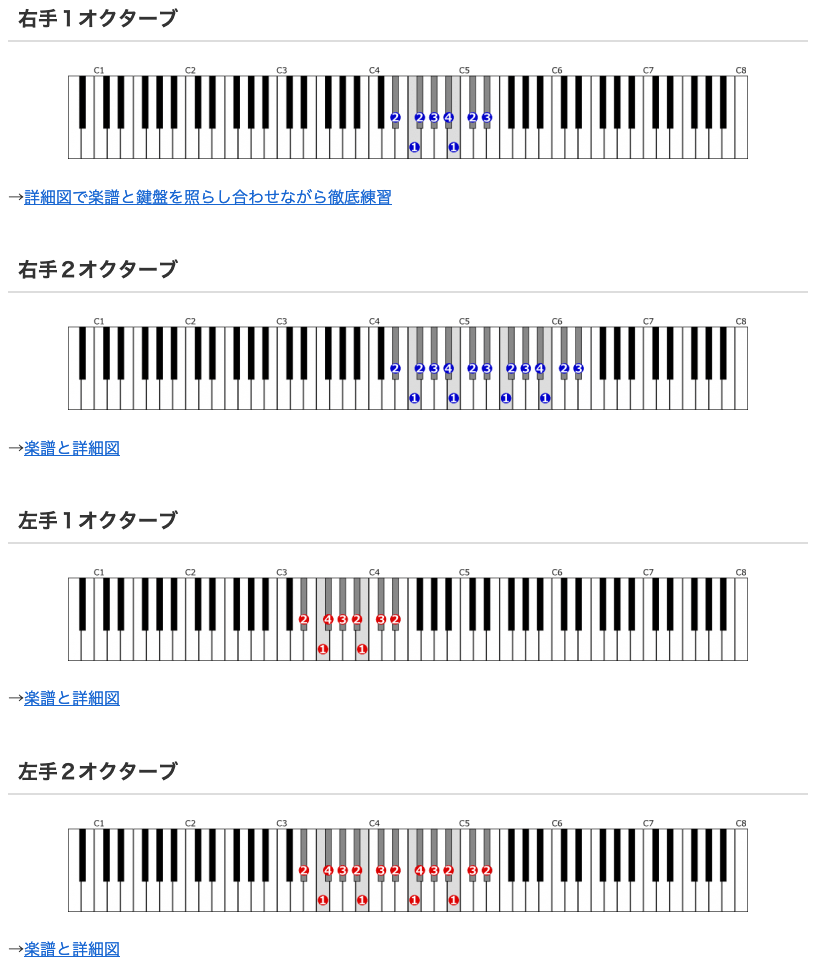 右手１オクターブ
C1 C2 C3 C4 C5 C6 C7 C8
2 2 3 4 2 3
1 1
→詳細図で楽譜と鍵盤を照らし合わせながら徹底練習
右手２オクターブ
C1 C2 C3 C4 C5 C6 C7 C8
2 2 3 4 2 3 2 3 4 2 3
1 1 1 1
→楽譜と詳細図
左手１オクターブ
C1 C2 C3 C4 C5 C6 C7 C8
2 4 3 2 3 2
1 1
→楽譜と詳細図
左手２オクターブ
C1 C2 C3 C4 C5 C6 C7 C8
2 4 3 2 3 2 4 3 2 3 2
1 1 1 1
→楽譜と詳細図